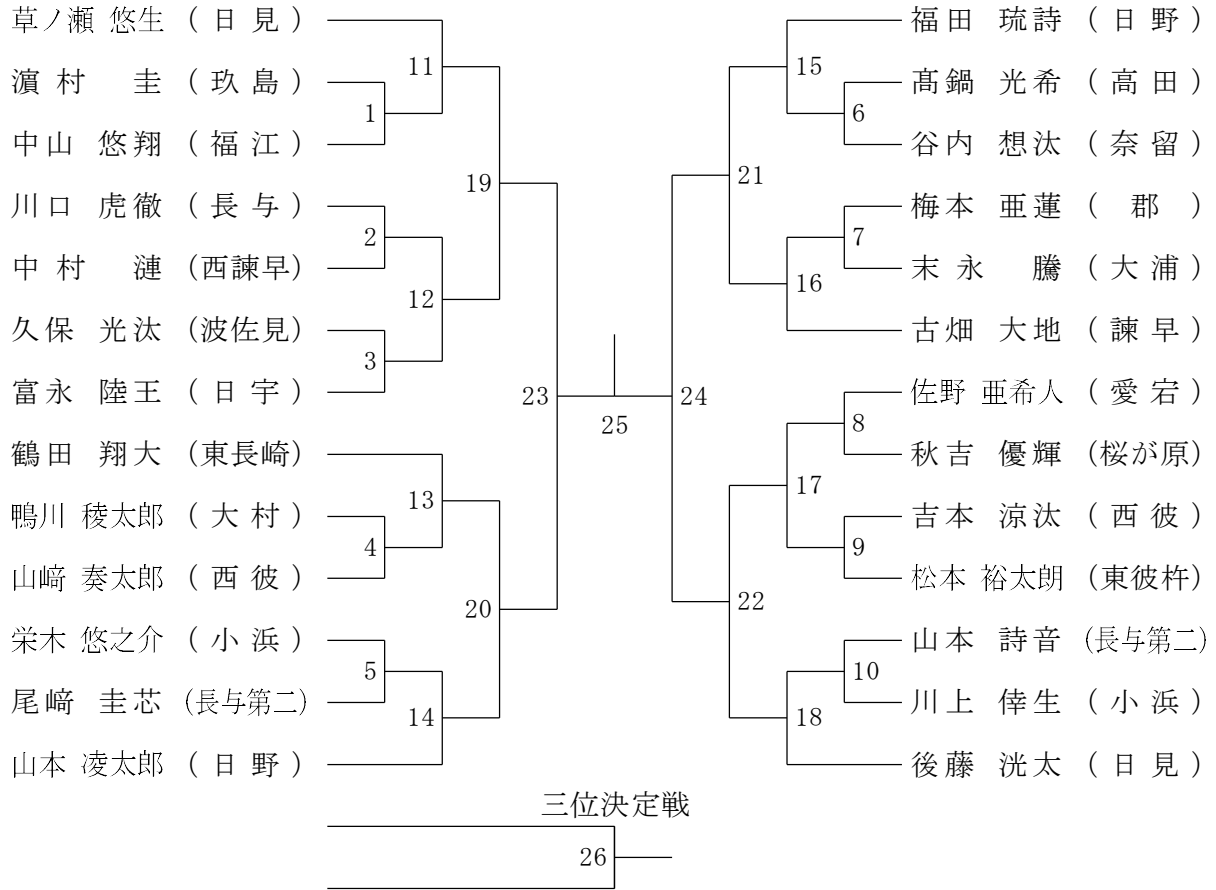 草ノ瀬 悠生 (日見)
11
濵村 圭 (玖島)
1
中山 悠翔 (福江)
19
川口 虎徹 (長与)
2
中村 漣 (西諫早)
12
久保 光汰 (波佐見)
3
富永 陸王 (日宇)
23
鶴田 翔大 (東長崎)
13
鴨川 稜太郎 (大村)
4
山﨑 奏太郎 (西彼)
20
栄木 悠之介 (小浜)
5
尾﨑 圭芯 (長与第二)
14
山本 凌太郎 (日野)
25
福田 琉詩 (日野)
15
髙鍋 光希 (高田)
6
谷内 想汰 (奈留)
21
梅本 亜蓮 (郡)
7
末永 騰 (大浦)
16
古畑 大地 (諫早)
24
佐野 亜希人 (愛宕)
8
秋吉 優輝 (桜が原)
17
吉本 涼汰 (西彼)
9
松本 裕太朗 (東彼杵)
22
山本 詩音 (長与第二)
10
川上 倖生 (小浜)
18
後藤 洸太 (日見)
三位決定戦
26